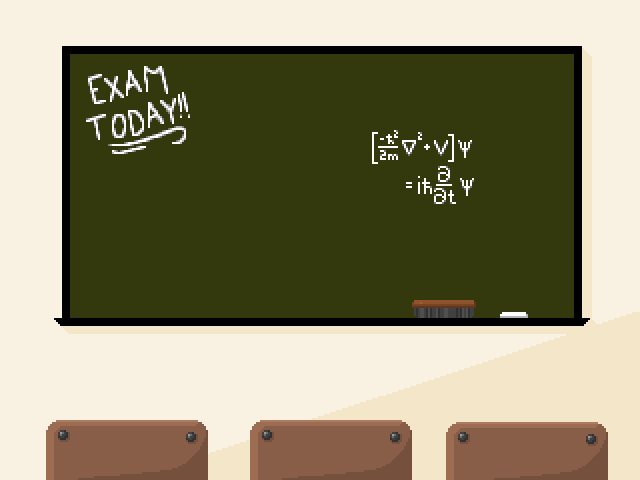 EXAM
TODAY!!
[-ħ²/2m ∇²+V]Ψ
=iħ ∂/∂t Ψ